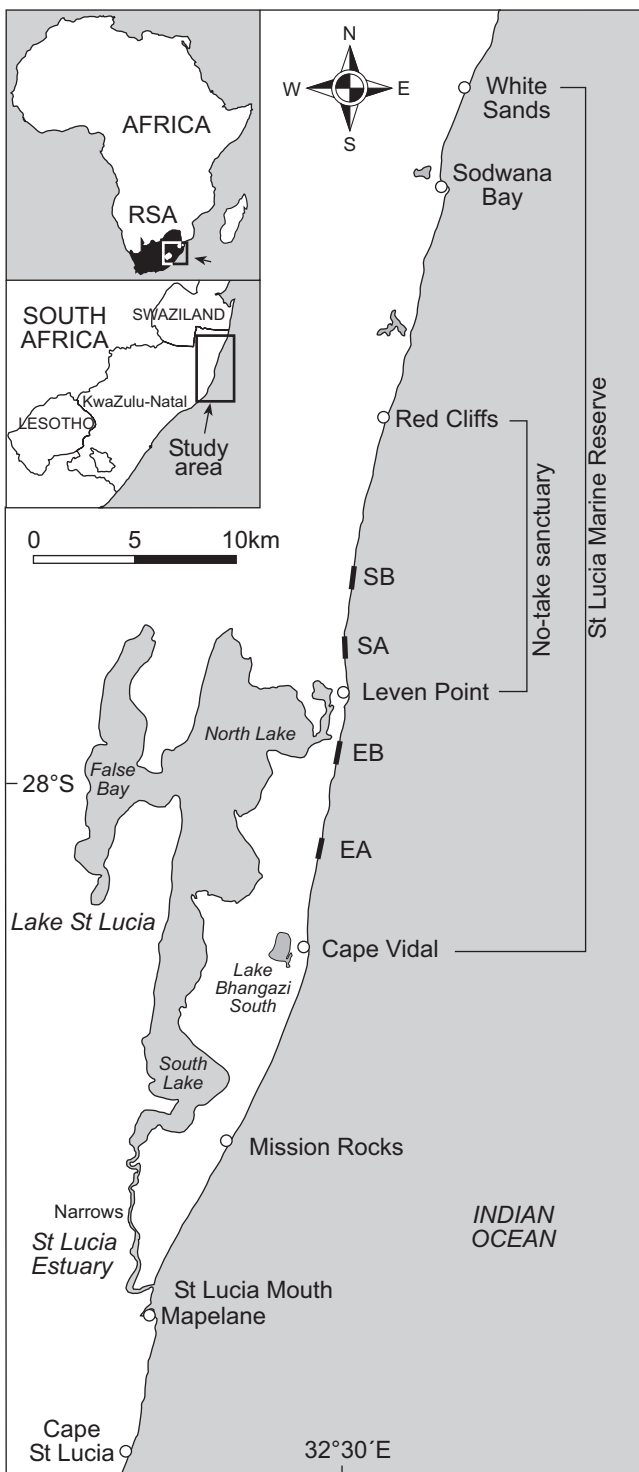 AFRICA
RSA
N
W
E
S
White
Sands
Sodwana
Bay
SOUTH
AFRICA
SWAZILAND
KwaZulu-Natal
LESOTHO
Study
area
Red Cliffs
No-take sanctuary
St Lucia Marine Reserve
0 5 10km
SB
SA
Leven Point
North Lake
EB
False
Bay
28°S
EA
Lake St Lucia
Cape Vidal
Lake
Bhangazi
South
South
Lake
Mission Rocks
Narrows
St Lucia
Estuary
INDIAN
OCEAN
St Lucia Mouth
Mapelane
Cape
St Lucia
32°30´E